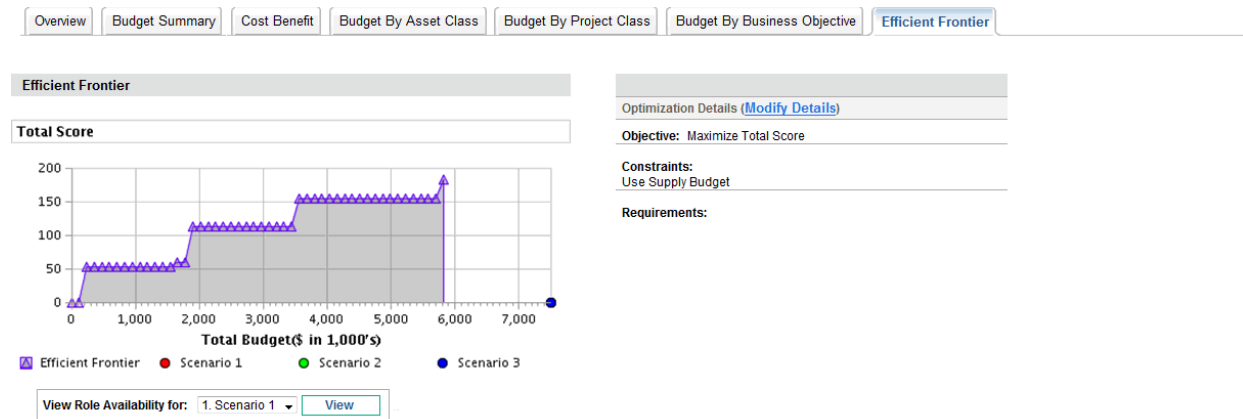 Overview Budget Summary Cost Benefit Budget By Asset Class Budget By Project Class Budget By Business Objective Efficient Frontier
Efficient Frontier
Total Score
200
150
100
50
0
0 1,000 2,000 3,000 4,000 5,000 6,000 7,000
Total Budget($ in 1,000's)
Efficient Frontier Scenario 1 Scenario 2 Scenario 3
View Role Availability for: 1. Scenario 1 View
Optimization Details (Modify Details)
Objective: Maximize Total Score
Constraints:
Use Supply Budget
Requirements: